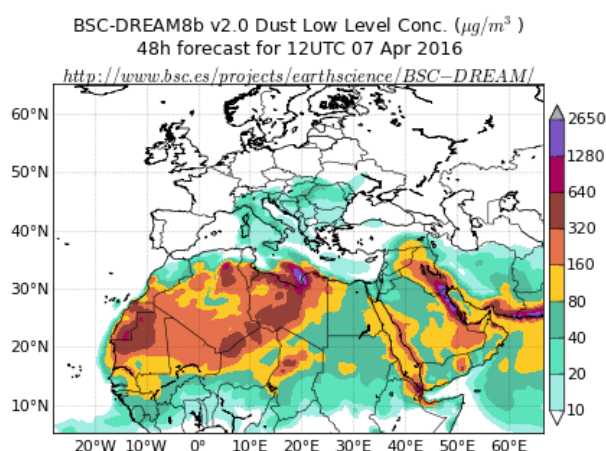 BSC-DREAM8b v2.0 Dust Low Level Conc. (μg/m³ )
48h forecast for 12UTC 07 Apr 2016
http://www.bsc.es/projects/earthscience/BSC−DREAM/
60°N
50°N
40°N
30°N
20°N
10°N
20°W
10°W
0°
10°E
20°E
30°E
40°E
50°E
60°E
2650
1280
640
320
160
80
40
20
10